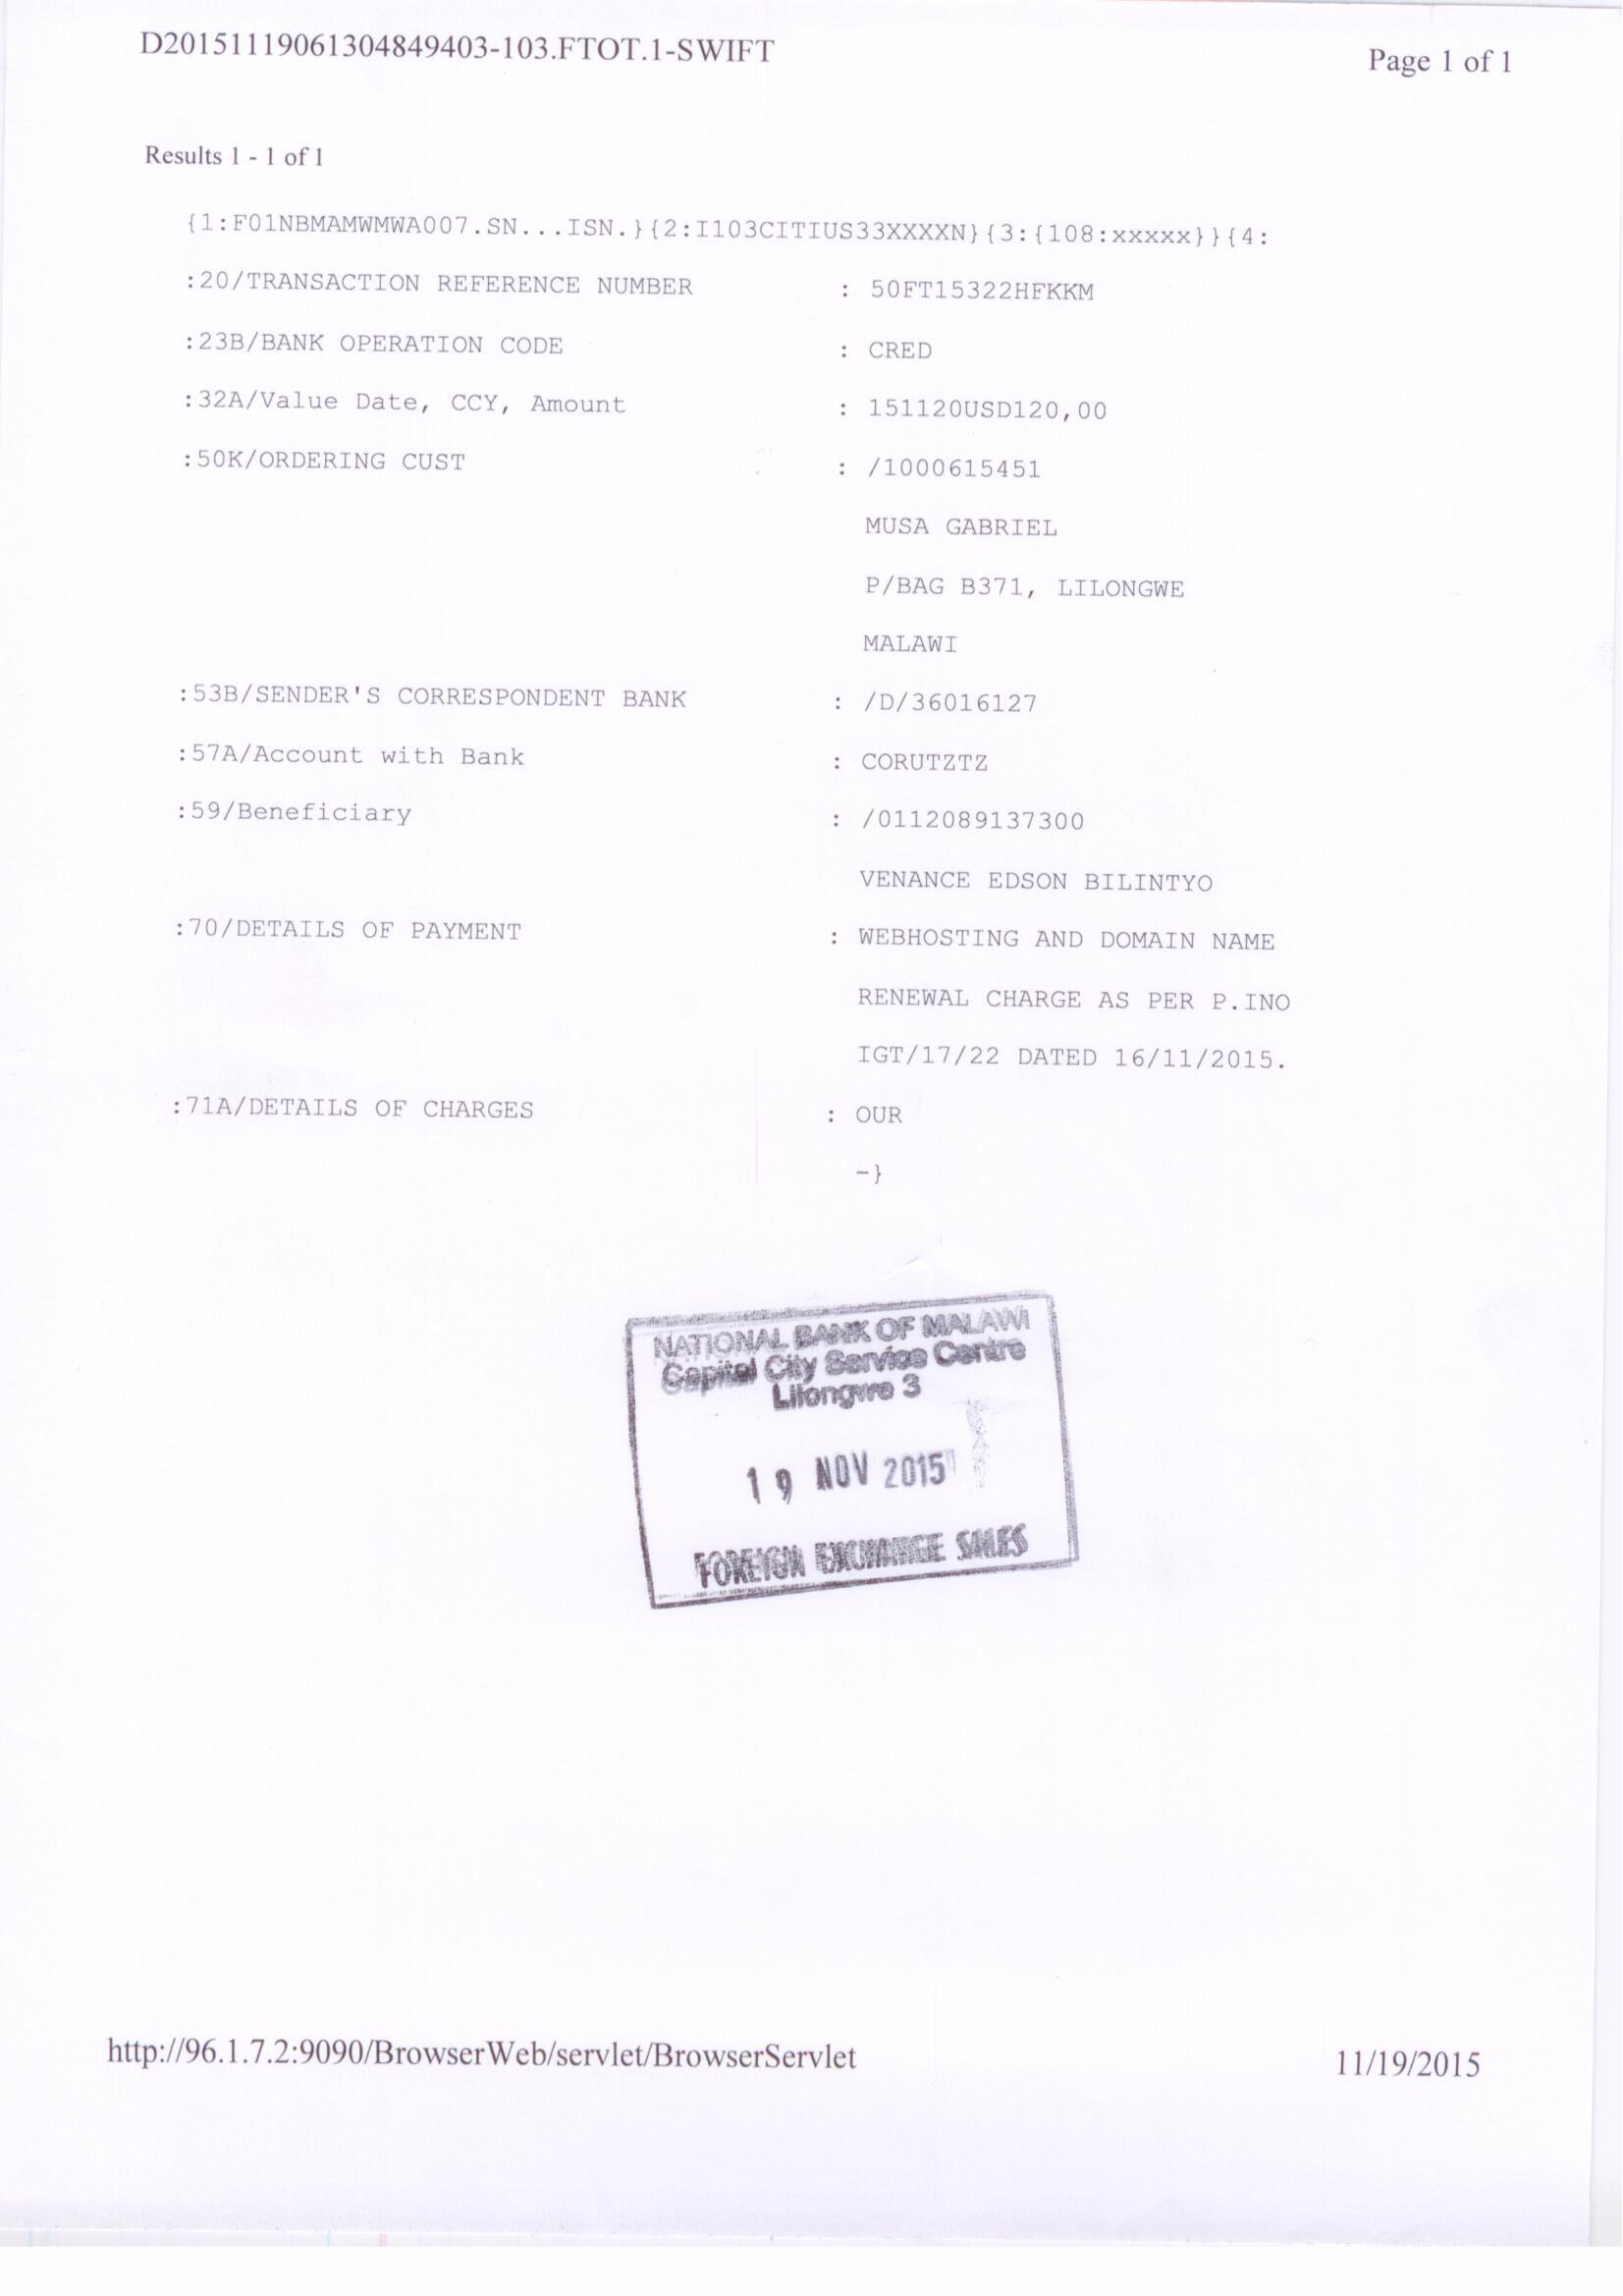 D20151119061304849403-103.FTOT.1-SWIFT Page 1 of 1
Results 1 - 1 of 1
{1:F01NBMAMWMWA007.SN...ISN.}{2:I103CITIUS33XXXXN}{3:{108:xxxxx}}{4:
:20/TRANSACTION REFERENCE NUMBER : 50FT15322HFKKM
:23B/BANK OPERATION CODE : CRED
:32A/Value Date, CCY, Amount : 151120USD120,00
:50K/ORDERING CUST : /1000615451
MUSA GABRIEL
P/BAG B371, LILONGWE
MALAWI
:53B/SENDER'S CORRESPONDENT BANK : /D/36016127
:57A/Account with Bank : CORUTZTZ
:59/Beneficiary : /0112089137300
VENANCE EDSON BILINTYO
:70/DETAILS OF PAYMENT : WEBHOSTING AND DOMAIN NAME
RENEWAL CHARGE AS PER P.INO
IGT/17/22 DATED 16/11/2015.
:71A/DETAILS OF CHARGES : OUR
-}
NATIONAL BANK OF MALAWI
Capital City Service Centre
Lilongwe 3
19 NOV 2015
FOREIGN EXCHANGE SALES
http://96.1.7.2:9090/BrowserWeb/servlet/BrowserServlet 11/19/2015